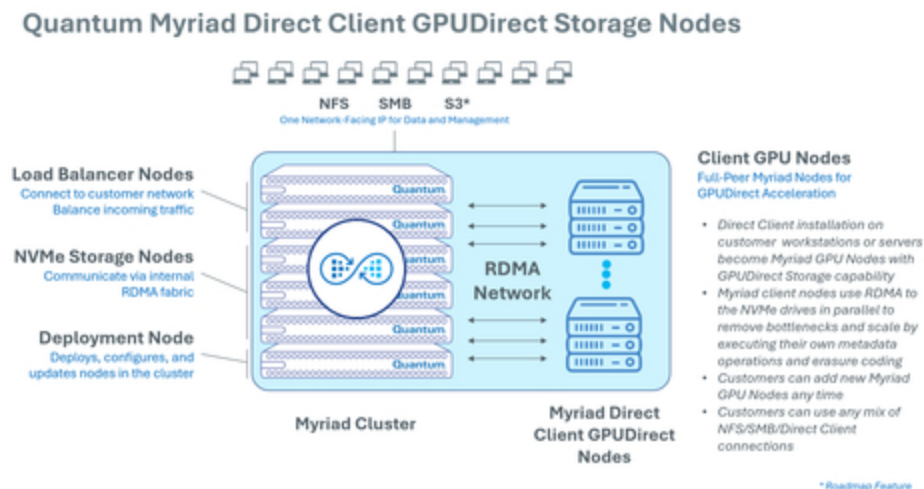 Quantum Myriad Direct Client GPUDirect Storage Nodes
NFS SMB S3*
One Network-Facing IP for Data and Management
Load Balancer Nodes
Connect to customer network
Balance incoming traffic
NVMe Storage Nodes
Communicate via internal
RDMA fabric
Deployment Node
Deploys, configures, and
updates nodes in the cluster
Quantum
Quantum
Quantum
Quantum
Quantum
Quantum
RDMA
Network
Myriad Cluster
Myriad Direct
Client GPUDirect
Nodes
Client GPU Nodes
Full-Peer Myriad Nodes for
GPUDirect Acceleration
• Direct Client installation on
customer workstations or servers
become Myriad GPU Nodes with
GPUDirect Storage capability
• Myriad client nodes use RDMA to
the NVMe drives in parallel to
remove bottlenecks and scale by
executing their own metadata
operations and erasure coding
• Customers can add new Myriad
GPU Nodes any time
• Customers can use any mix of
NFS/SMB/Direct Client
connections
* Roadmap Feature